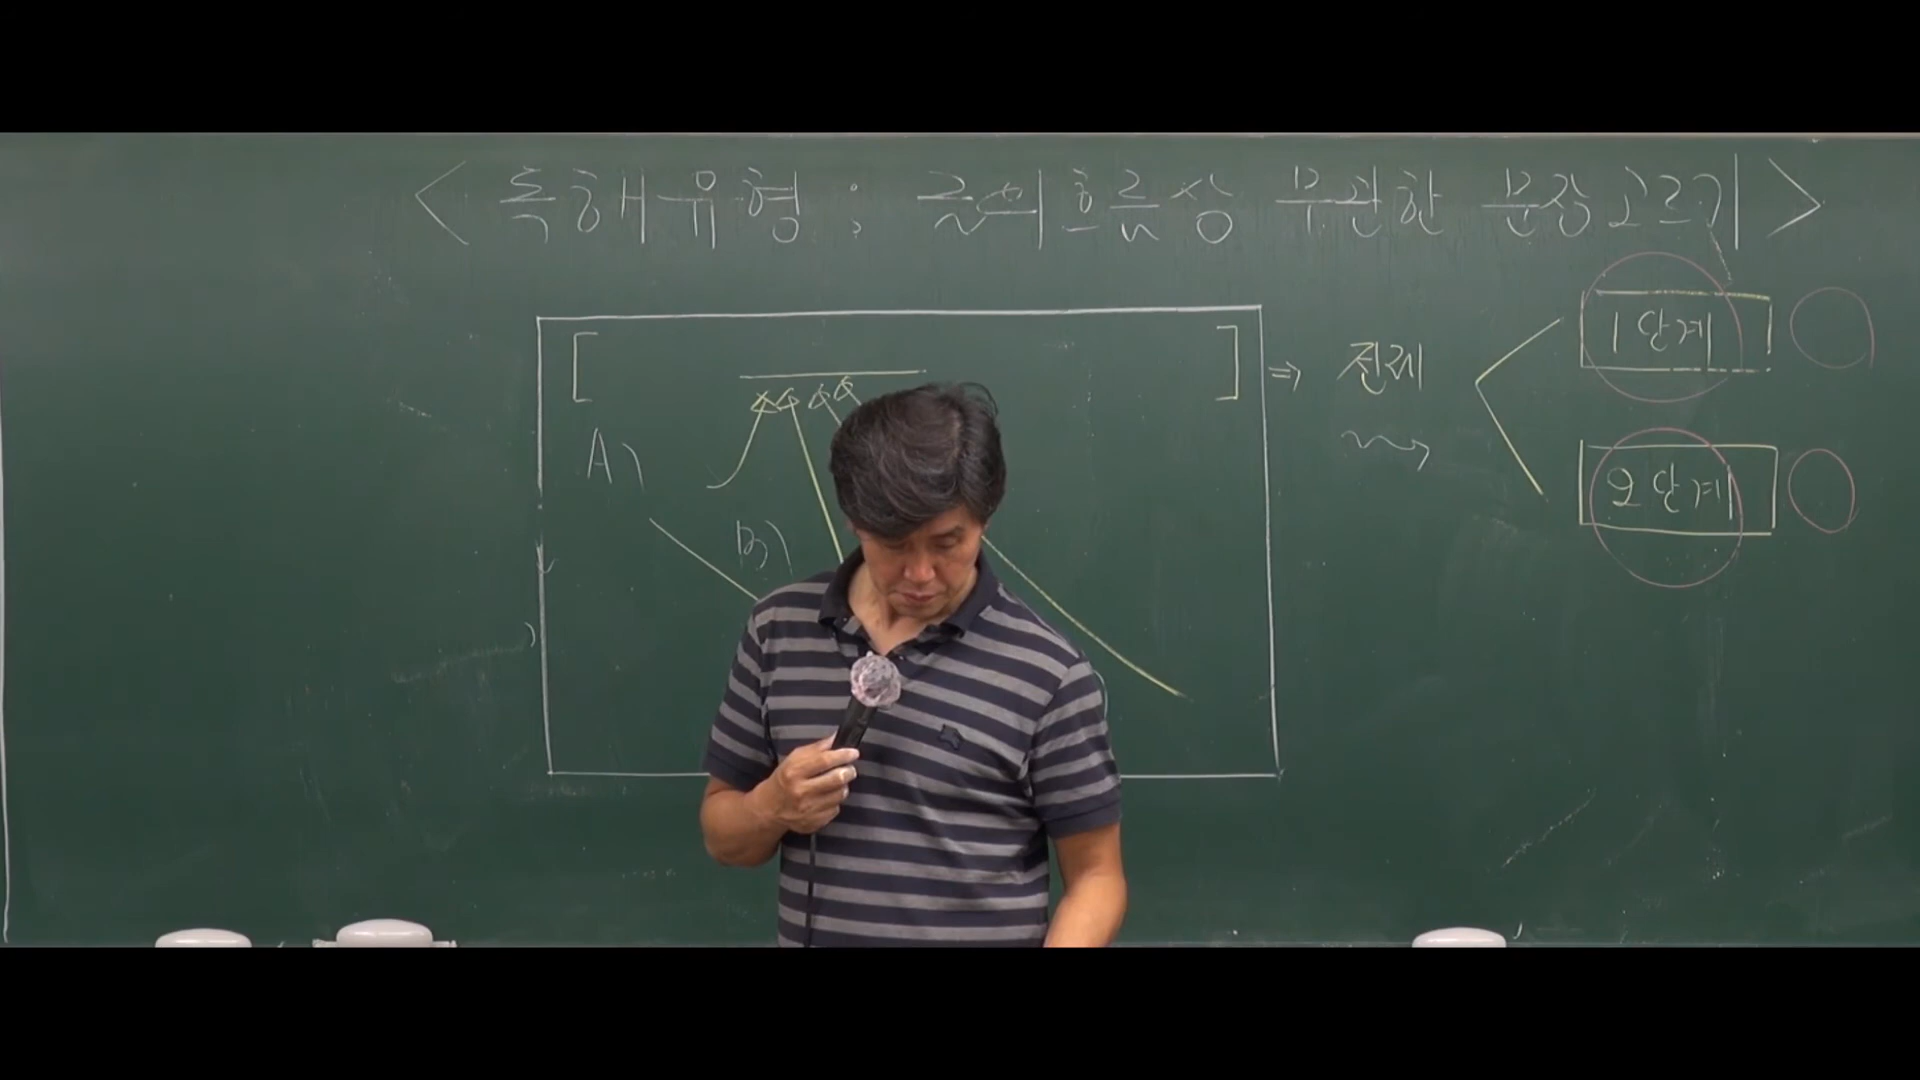 < 독해유형 : 글의 흐름상 무관한 문장 고르기 >
[ ] ⇒ 전제
1단계
A)
2단계
B)